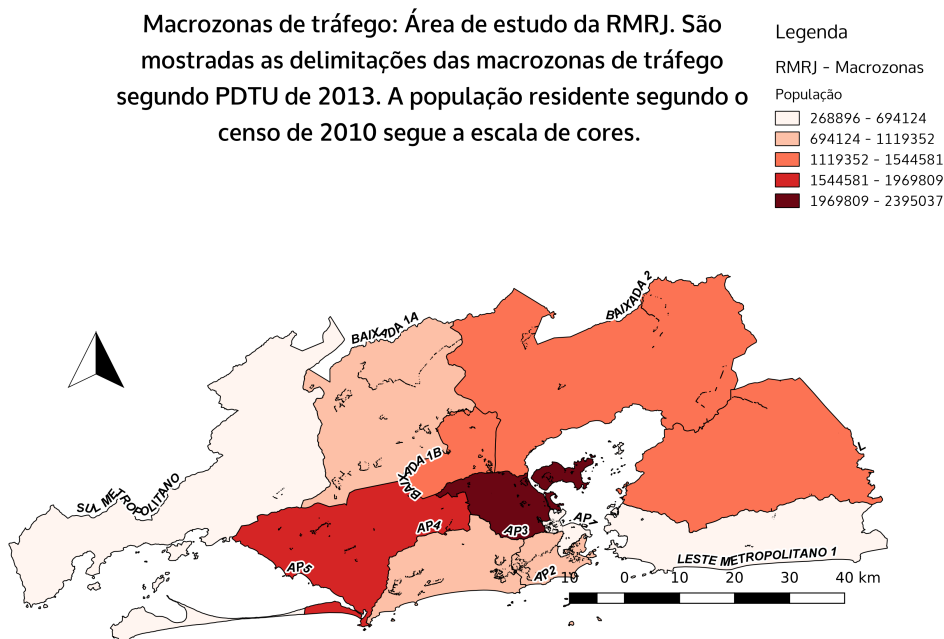 Macrozonas de tráfego: Área de estudo da RMRJ. São
mostradas as delimitações das macrozonas de tráfego
segundo PDTU de 2013. A população residente segundo o
censo de 2010 segue a escala de cores.
Legenda
RMRJ - Macrozonas
População
268896 - 694124
694124 - 1119352
1119352 - 1544581
1544581 - 1969809
1969809 - 2395037
BAIXADA 2
BAIXADA 1A
L
BAIXADA 1B
SUL METROPOLITANO
AP1
AP4
AP3
LESTE METROPOLITANO 1
AP5
AP2
10 0 10 20 30 40 km